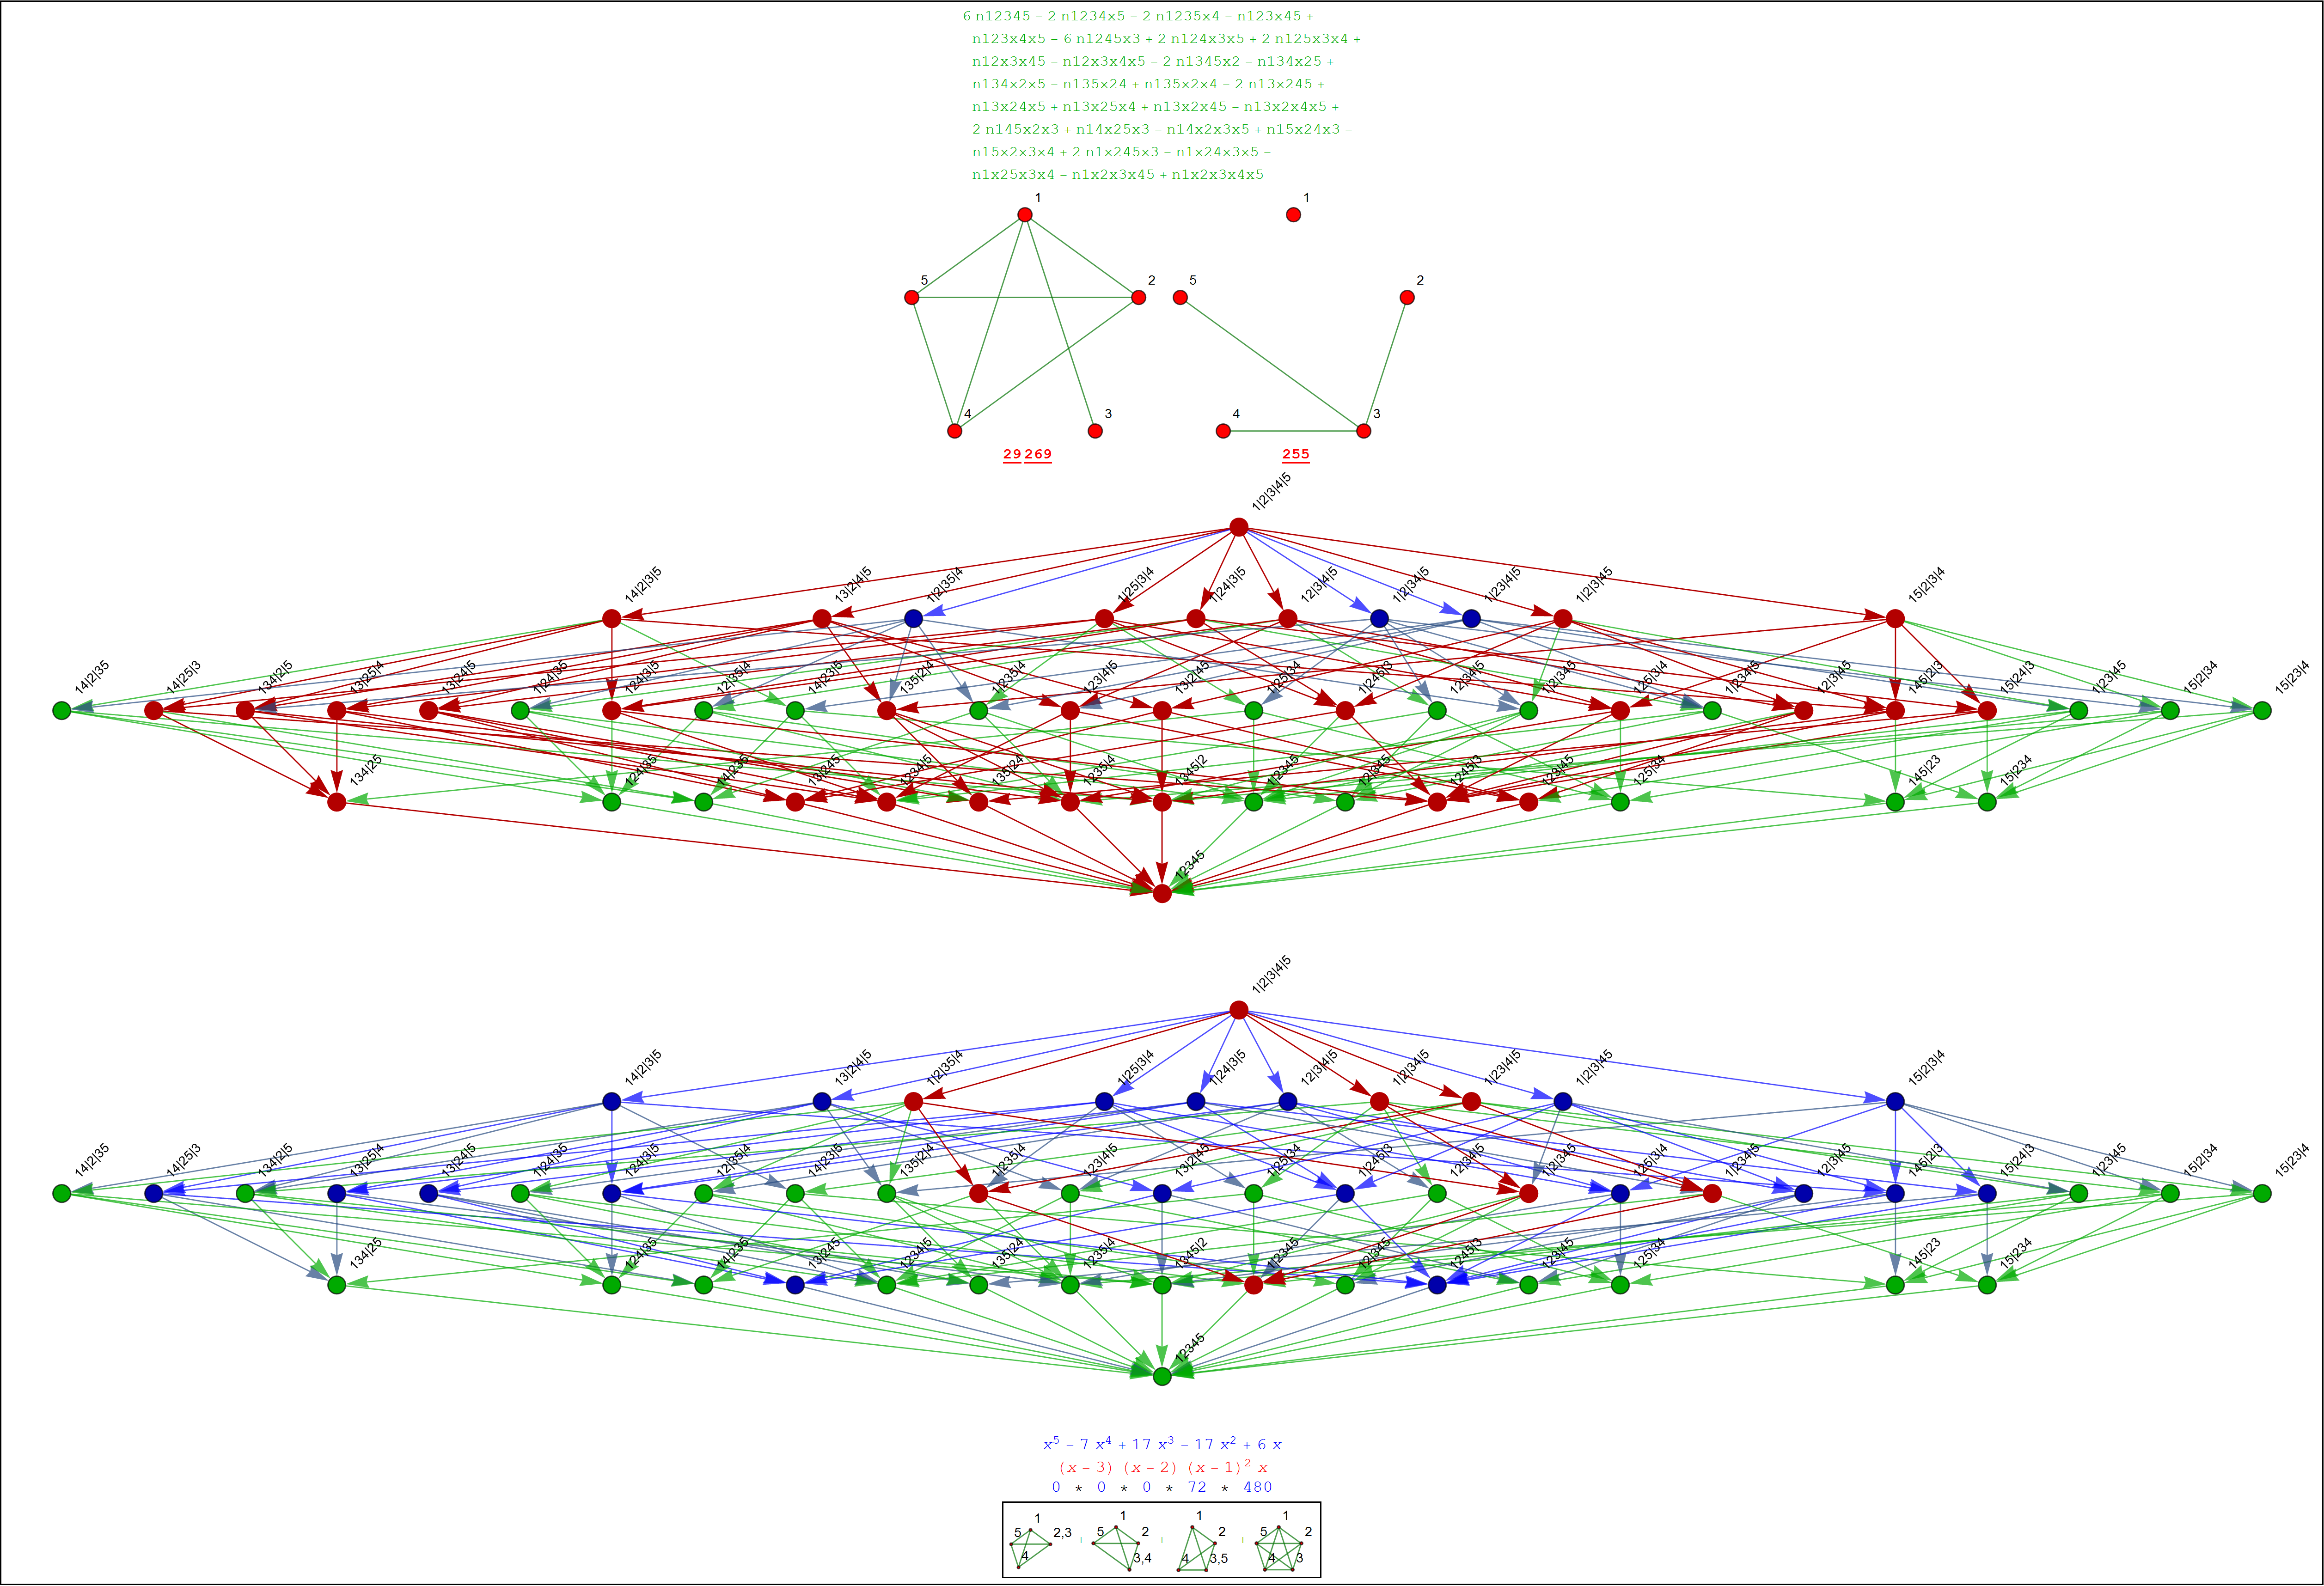 6 n12345 – 2 n1234x5 – 2 n1235x4 – n123x45 +
n123x4x5 – 6 n1245x3 + 2 n124x3x5 + 2 n125x3x4 +
n12x3x45 – n12x3x4x5 – 2 n1345x2 – n134x25 +
n134x2x5 – n135x24 + n135x2x4 – 2 n13x245 +
n13x24x5 + n13x25x4 + n13x2x45 – n13x2x4x5 +
2 n145x2x3 + n14x25x3 – n14x2x3x5 + n15x24x3 –
n15x2x3x4 + 2 n1x245x3 – n1x24x3x5 –
n1x25x3x4 – n1x2x3x45 + n1x2x3x4x5
1 1
5 2 5 2
4 3 4 3
29 269 255
1|2|3|4|5
14|2|3|5 13|2|4|5 1|2|35|4 1|25|3|4 1|24|3|5 12|3|4|5 1|2|34|5 1|23|4|5 1|2|3|45 15|2|3|4
14|2|35 14|25|3 134|2|5 13|25|4 13|24|5 1|24|35 124|3|5 12|35|4 14|23|5 135|2|4 1|235|4 123|4|5 13|2|45 1|25|34 1|245|3 12|34|5 1|2|345 125|3|4 1|234|5 12|3|45 145|2|3 15|24|3 1|23|45 15|2|34 15|23|4
134|25 124|35 14|235 13|245 1234|5 135|24 1235|4 1345|2 1|2345 12|345 1245|3 123|45 125|34 145|23 15|234
12345
1|2|3|4|5
14|2|3|5 13|2|4|5 1|2|35|4 1|25|3|4 1|24|3|5 12|3|4|5 1|2|34|5 1|23|4|5 1|2|3|45 15|2|3|4
14|2|35 14|25|3 134|2|5 13|25|4 13|24|5 1|24|35 124|3|5 12|35|4 14|23|5 135|2|4 1|235|4 123|4|5 13|2|45 1|25|34 1|245|3 12|34|5 1|2|345 125|3|4 1|234|5 12|3|45 145|2|3 15|24|3 1|23|45 15|2|34 15|23|4
134|25 124|35 14|235 13|245 1234|5 135|24 1235|4 1345|2 1|2345 12|345 1245|3 123|45 125|34 145|23 15|234
12345
x⁵ – 7 x⁴ + 17 x³ – 17 x² + 6 x
(x – 3) (x – 2) (x – 1)² x
0 * 0 * 0 * 72 * 480
1 1 1 1
5 2,3 + 5 2 + 2 + 5 2
4 3,4 4 3,5 4 3